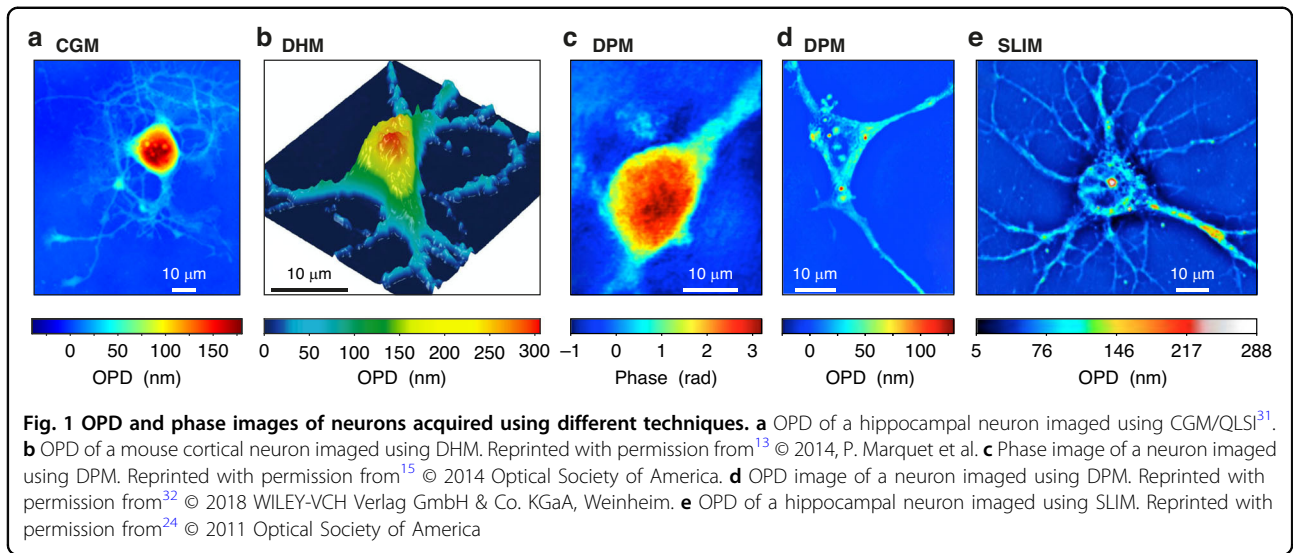 a CGM
b DHM
c DPM
d DPM
e SLIM
10 μm
10 μm
10 μm
10 μm
10 μm
0 50 100 150
OPD (nm)
0 50 100 150 200 250 300
OPD (nm)
–1 0 1 2 3
Phase (rad)
0 50 100
OPD (nm)
5 76 146 217 288
OPD (nm)
Fig. 1 OPD and phase images of neurons acquired using different techniques. a OPD of a hippocampal neuron imaged using CGM/QLSI31.
b OPD of a mouse cortical neuron imaged using DHM. Reprinted with permission from13 © 2014, P. Marquet et al. c Phase image of a neuron imaged
using DPM. Reprinted with permission from15 © 2014 Optical Society of America. d OPD image of a neuron imaged using DPM. Reprinted with
permission from32 © 2018 WILEY-VCH Verlag GmbH & Co. KGaA, Weinheim. e OPD of a hippocampal neuron imaged using SLIM. Reprinted with
permission from24 © 2011 Optical Society of America